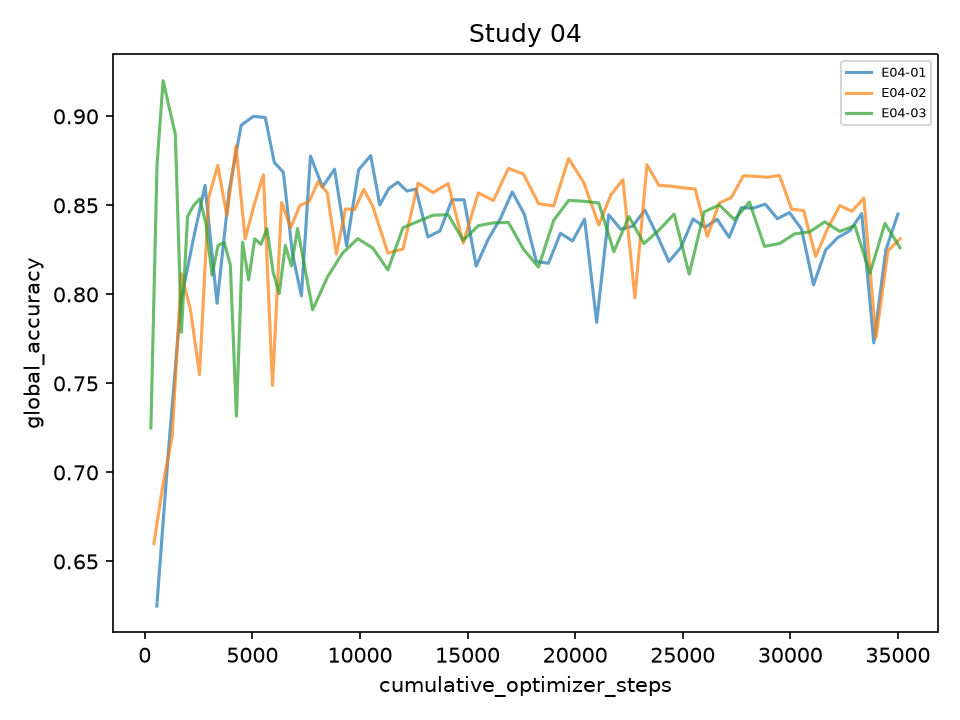 Study 04
E04-01
E04-02
E04-03
global_accuracy
0.90
0.85
0.80
0.75
0.70
0.65
0 5000 10000 15000 20000 25000 30000 35000
cumulative_optimizer_steps